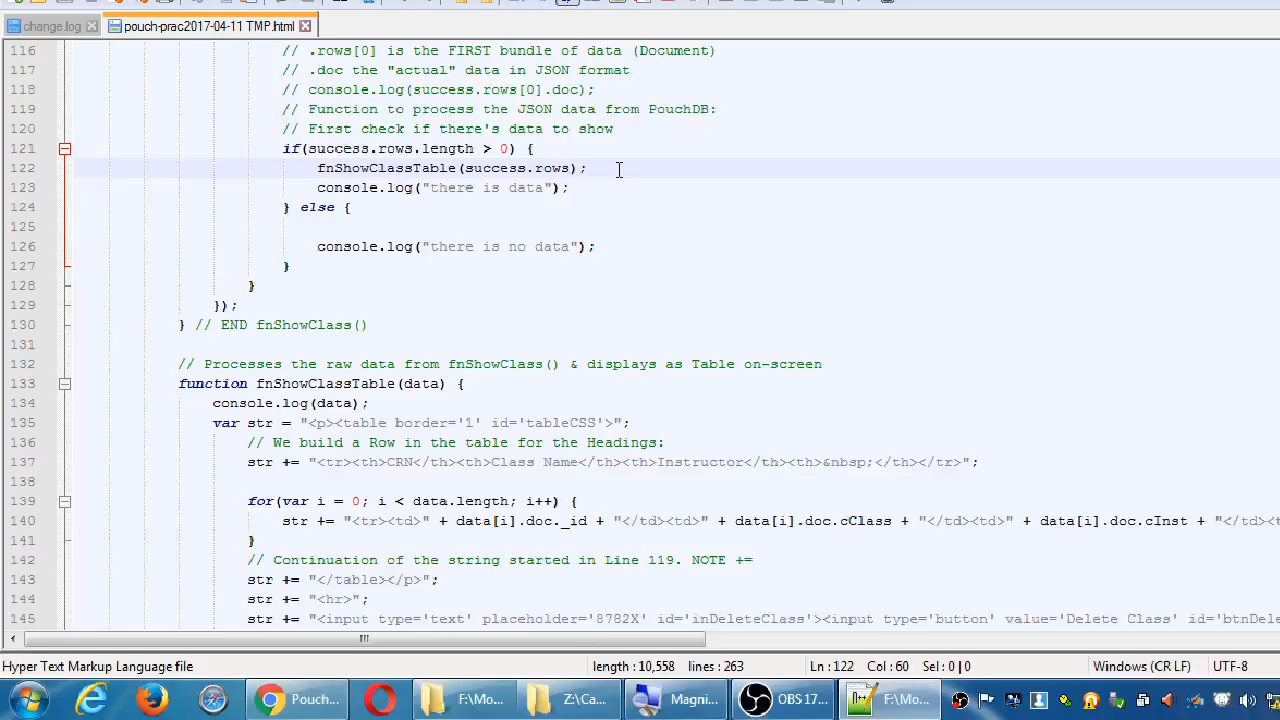 change.log
pouch-prac2017-04-11 TMP.html
116 // .rows[0] is the FIRST bundle of data (Document)
117 // .doc the "actual" data in JSON format
118 // console.log(success.rows[0].doc);
119 // Function to process the JSON data from PouchDB:
120 // First check if there's data to show
121 if(success.rows.length > 0) {
122 fnShowClassTable(success.rows);
123 console.log("there is data");
124 } else {
125
126 console.log("there is no data");
127 }
128 }
129 });
130 } // END fnShowClass()
131
132 // Processes the raw data from fnShowClass() & displays as Table on-screen
133 function fnShowClassTable(data) {
134 console.log(data);
135 var str = "<p><table border='1' id='tableCSS'>";
136 // We build a Row in the table for the Headings:
137 str += "<tr><th>CRN</th><th>Class Name</th><th>Instructor</th><th>&nbsp;</th></tr>";
138
139 for(var i = 0; i < data.length; i++) {
140 str += "<tr><td>" + data[i].doc._id + "</td><td>" + data[i].doc.cClass + "</td><td>" + data[i].doc.cInst + "</td><t
141 }
142 // Continuation of the string started in Line 119. NOTE +=
143 str += "</table></p>";
144 str += "<hr>";
145 str += "<input type='text' placeholder='8782X' id='inDeleteClass'><input type='button' value='Delete Class' id='btnDele
Hyper Text Markup Language file length : 10,558 lines : 263 Ln : 122 Col : 60 Sel : 0 | 0 Windows (CR LF) UTF-8
Pouch... F:\Mo... Z:\Ca... Magni... OBS 17... F:\Mo...